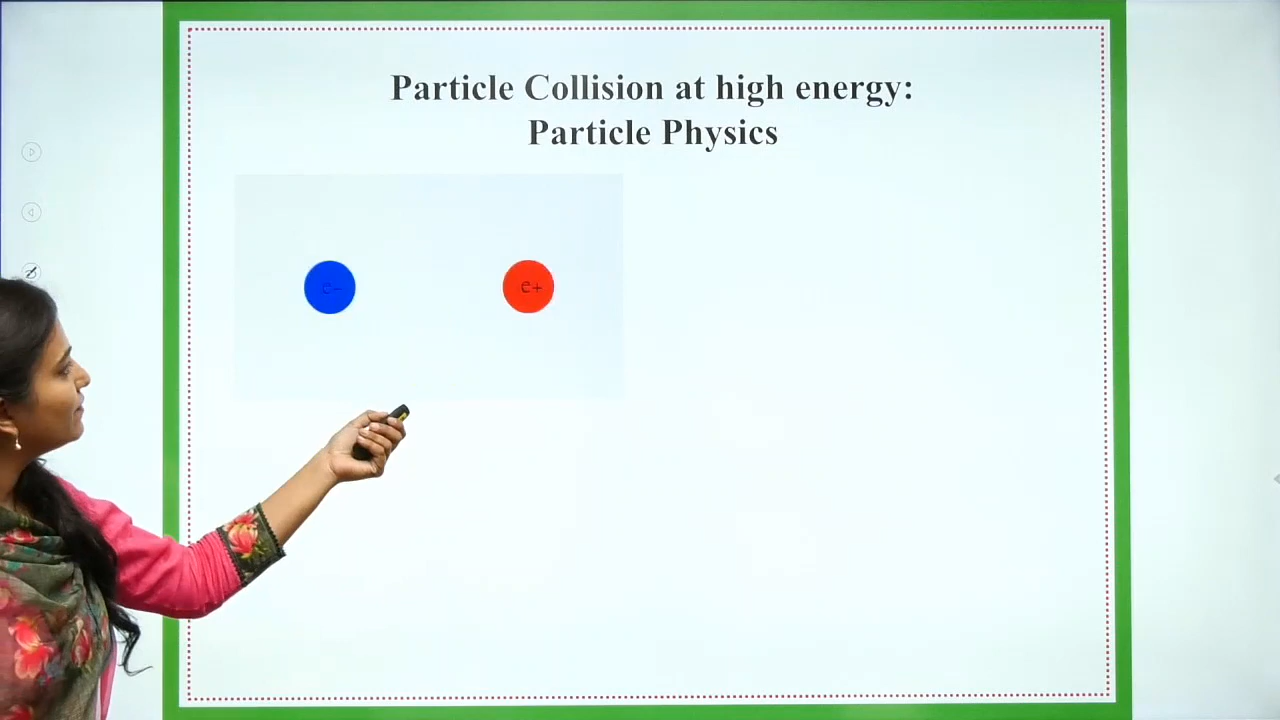 Particle Collision at high energy:
Particle Physics
e- e+